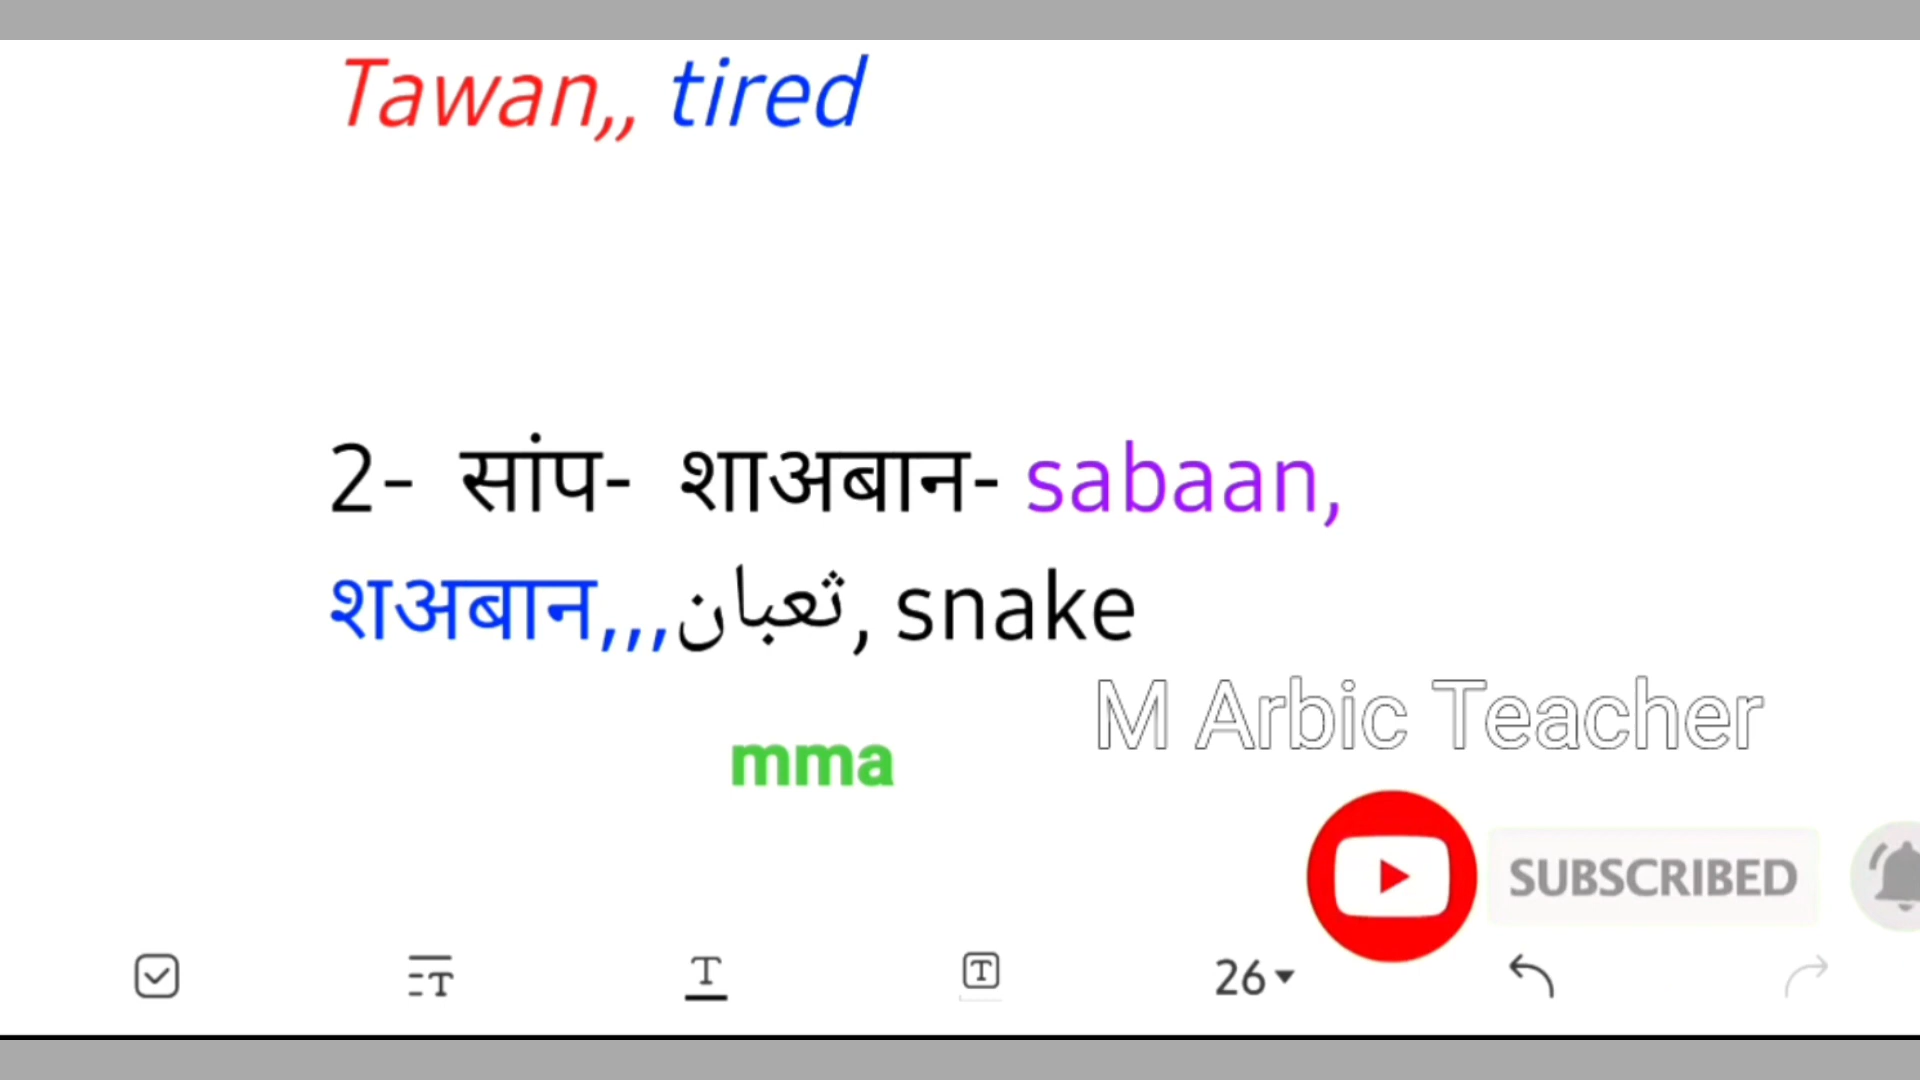 Tawan,, tired
2- सांप- शाअबान- sabaan,
शअबान,,,ثعبان, snake
M Arbic Teacher
mma
SUBSCRIBED
T T T 26